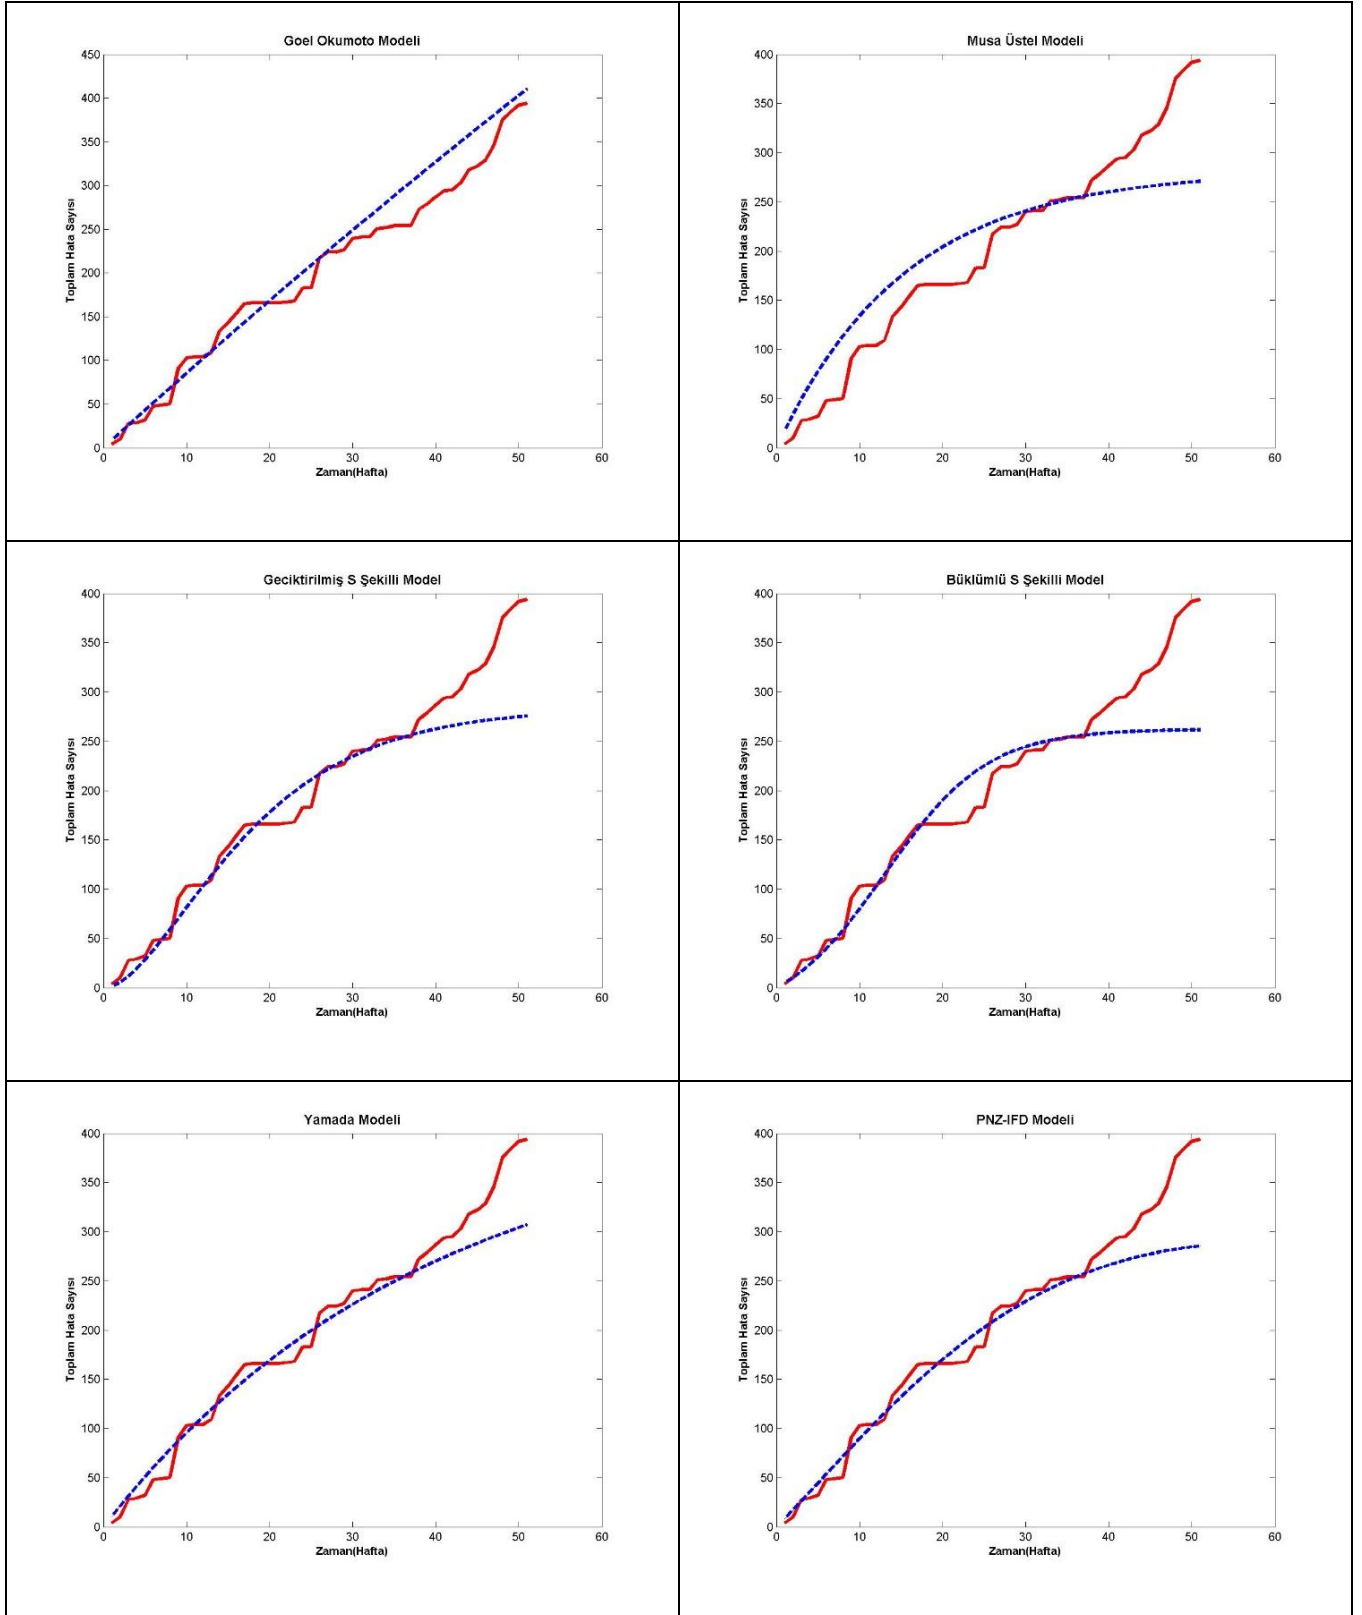 Goel Okumoto Modeli
450
400
350
300
250
200
150
100
50
0
Toplam Hata Sayısı
0 10 20 30 40 50 60
Zaman(Hafta)
Musa Üstel Modeli
400
350
300
250
200
150
100
50
0
Toplam Hata Sayısı
0 10 20 30 40 50 60
Zaman(Hafta)
Geciktirilmiş S Şekilli Model
400
350
300
250
200
150
100
50
0
Toplam Hata Sayısı
0 10 20 30 40 50 60
Zaman(Hafta)
Büklümlü S Şekilli Model
400
350
300
250
200
150
100
50
0
Toplam Hata Sayısı
0 10 20 30 40 50 60
Zaman(Hafta)
Yamada Modeli
400
350
300
250
200
150
100
50
0
Toplam Hata Sayısı
0 10 20 30 40 50 60
Zaman(Hafta)
PNZ-IFD Modeli
400
350
300
250
200
150
100
50
0
Toplam Hata Sayısı
0 10 20 30 40 50 60
Zaman(Hafta)